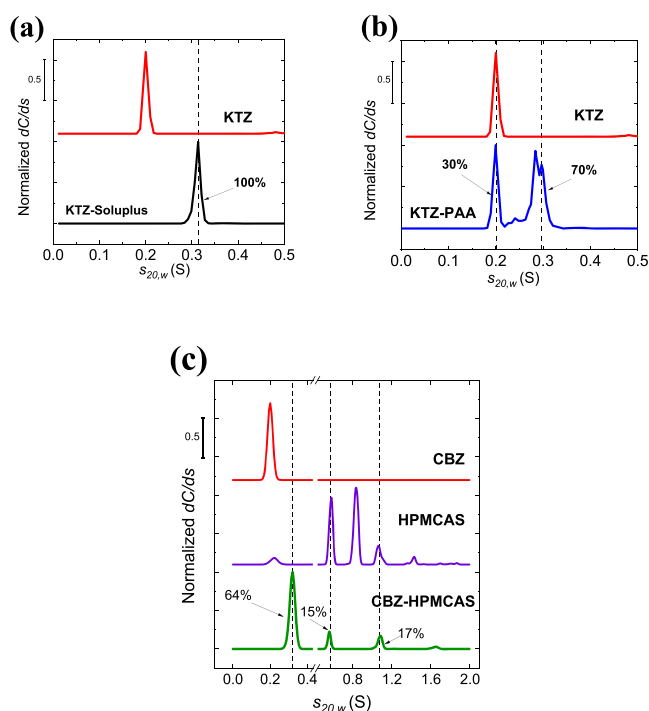 (a)
Normalized dC/ds
0.5
KTZ
100%
KTZ-Soluplus
0.0 0.1 0.2 0.3 0.4 0.5
s20,w (S)
(b)
Normalized dC/ds
0.5
KTZ
30%
70%
KTZ-PAA
0.0 0.1 0.2 0.3 0.4 0.5
s20,w (S)
(c)
Normalized dC/ds
0.5
CBZ
HPMCAS
64%
15%
CBZ-HPMCAS
17%
0.0 0.2 0.4 0.8 1.2 1.6 2.0
s20,w (S)